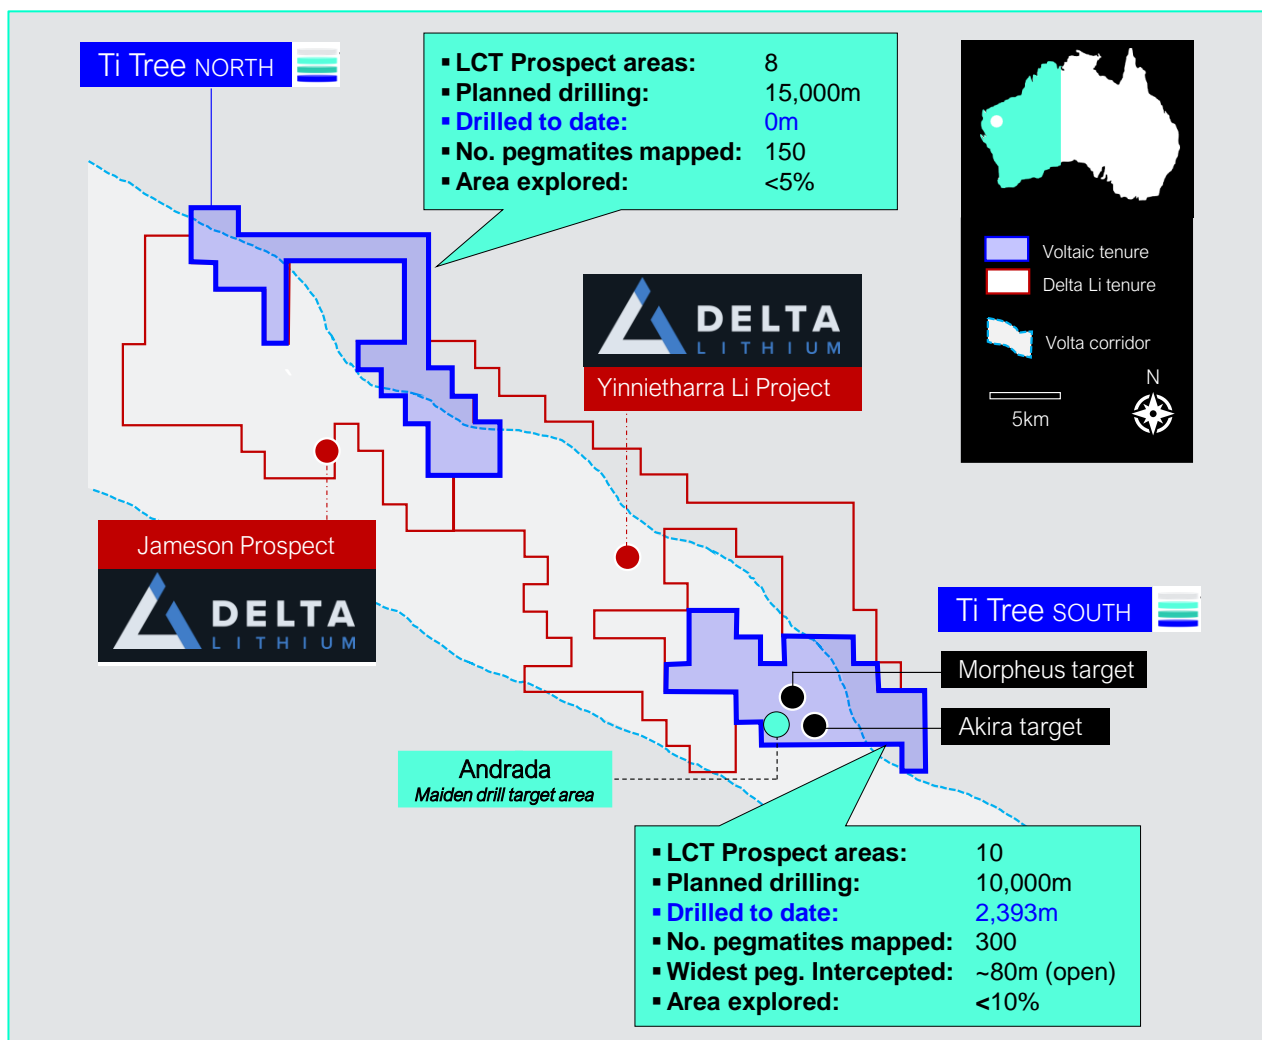 Ti Tree NORTH
▪ LCT Prospect areas: 8
▪ Planned drilling: 15,000m
▪ Drilled to date: 0m
▪ No. pegmatites mapped: 150
▪ Area explored: <5%
Voltaic tenure
Delta Li tenure
Volta corridor
N
5km
DELTA
LITHIUM
Yinnietharra Li Project
Jameson Prospect
DELTA
LITHIUM
Ti Tree SOUTH
Morpheus target
Akira target
Andrada
Maiden drill target area
▪ LCT Prospect areas: 10
▪ Planned drilling: 10,000m
▪ Drilled to date: 2,393m
▪ No. pegmatites mapped: 300
▪ Widest peg. Intercepted: ~80m (open)
▪ Area explored: <10%